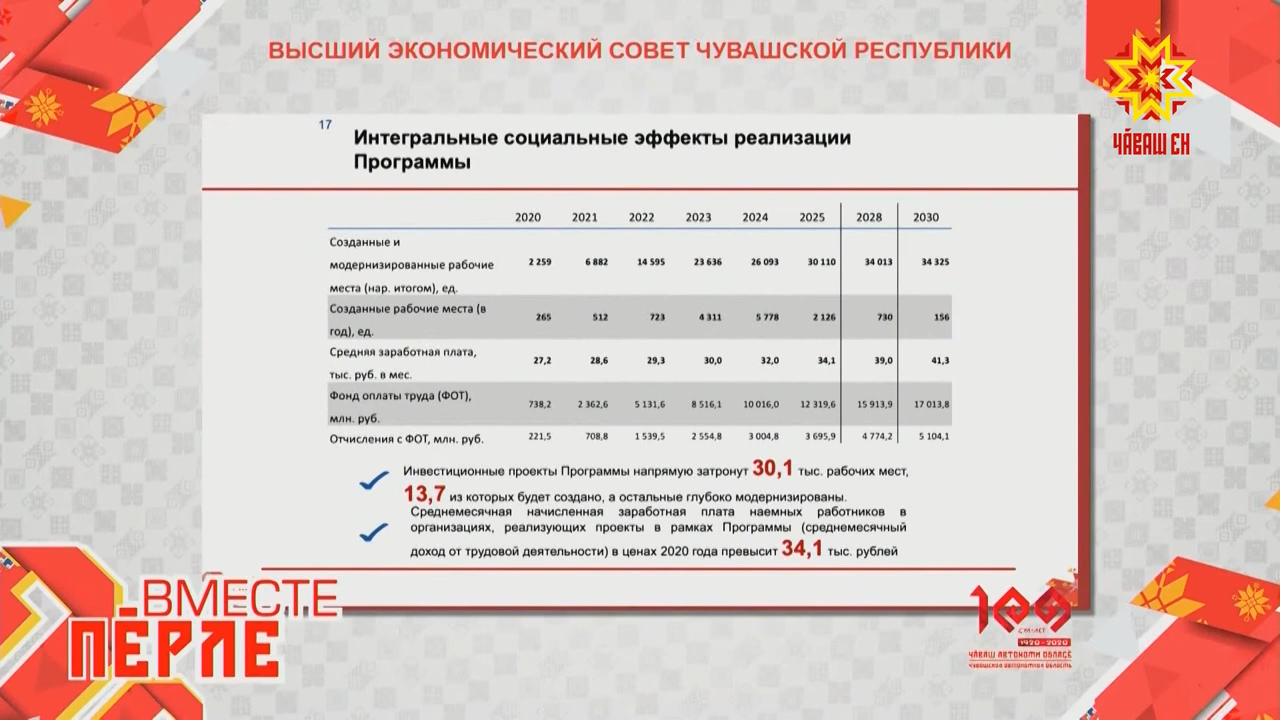 ВЫСШИЙ ЭКОНОМИЧЕСКИЙ СОВЕТ ЧУВАШСКОЙ РЕСПУБЛИКИ
ЧӐВАШ ЕН
17
Интегральные социальные эффекты реализации
Программы
2020 2021 2022 2023 2024 2025 2028 2030
Созданные и
модернизированные рабочие 2 259 6 882 14 595 23 636 26 093 30 110 34 013 34 325
места (нар. итогом), ед.
Созданные рабочие места (в
265 512 723 4 311 5 778 2 126 730 156
год), ед.
Средняя заработная плата,
27,2 28,6 29,3 30,0 32,0 34,1 39,0 41,3
тыс. руб. в мес.
Фонд оплаты труда (ФОТ),
738,2 2 362,6 5 131,6 8 516,1 10 016,0 12 319,6 15 913,9 17 013,8
млн. руб.
Отчисления с ФОТ, млн. руб. 221,5 708,8 1 539,5 2 554,8 3 004,8 3 695,9 4 774,2 5 104,1
Инвестиционные проекты Программы напрямую затронут 30,1 тыс. рабочих мест,
13,7 из которых будет создано, а остальные глубоко модернизированы.
Среднемесячная начисленная заработная плата наемных работников в
организациях, реализующих проекты в рамках Программы (среднемесячный
доход от трудовой деятельности) в ценах 2020 года превысит 34,1 тыс. рублей
ВМЕСТЕ
ПӖРЛЕ
100
1920-2020
ЧӐВАШ АВТОНОМИ ОБЛАҪӖ
ЧУВАШСКАЯ АВТОНОМНАЯ ОБЛАСТЬ